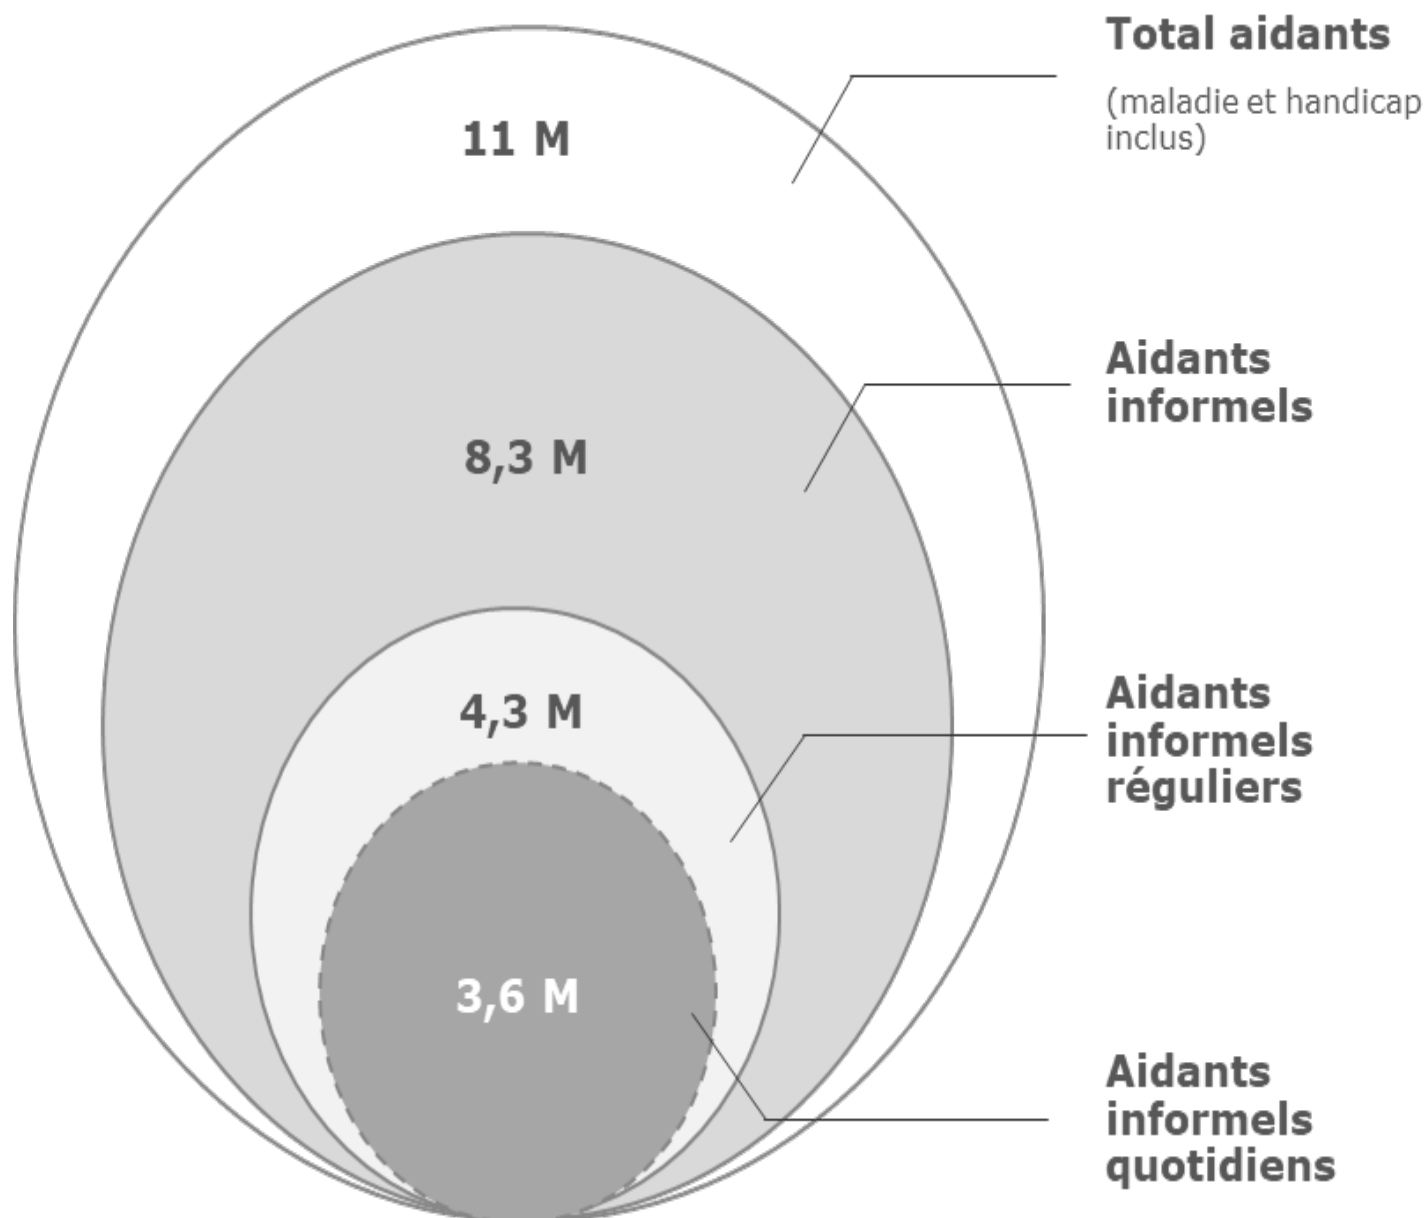 Total aidants
(maladie et handicap
inclus)
11 M
Aidants
informels
8,3 M
Aidants
informels
réguliers
4,3 M
3,6 M
Aidants
informels
quotidiens